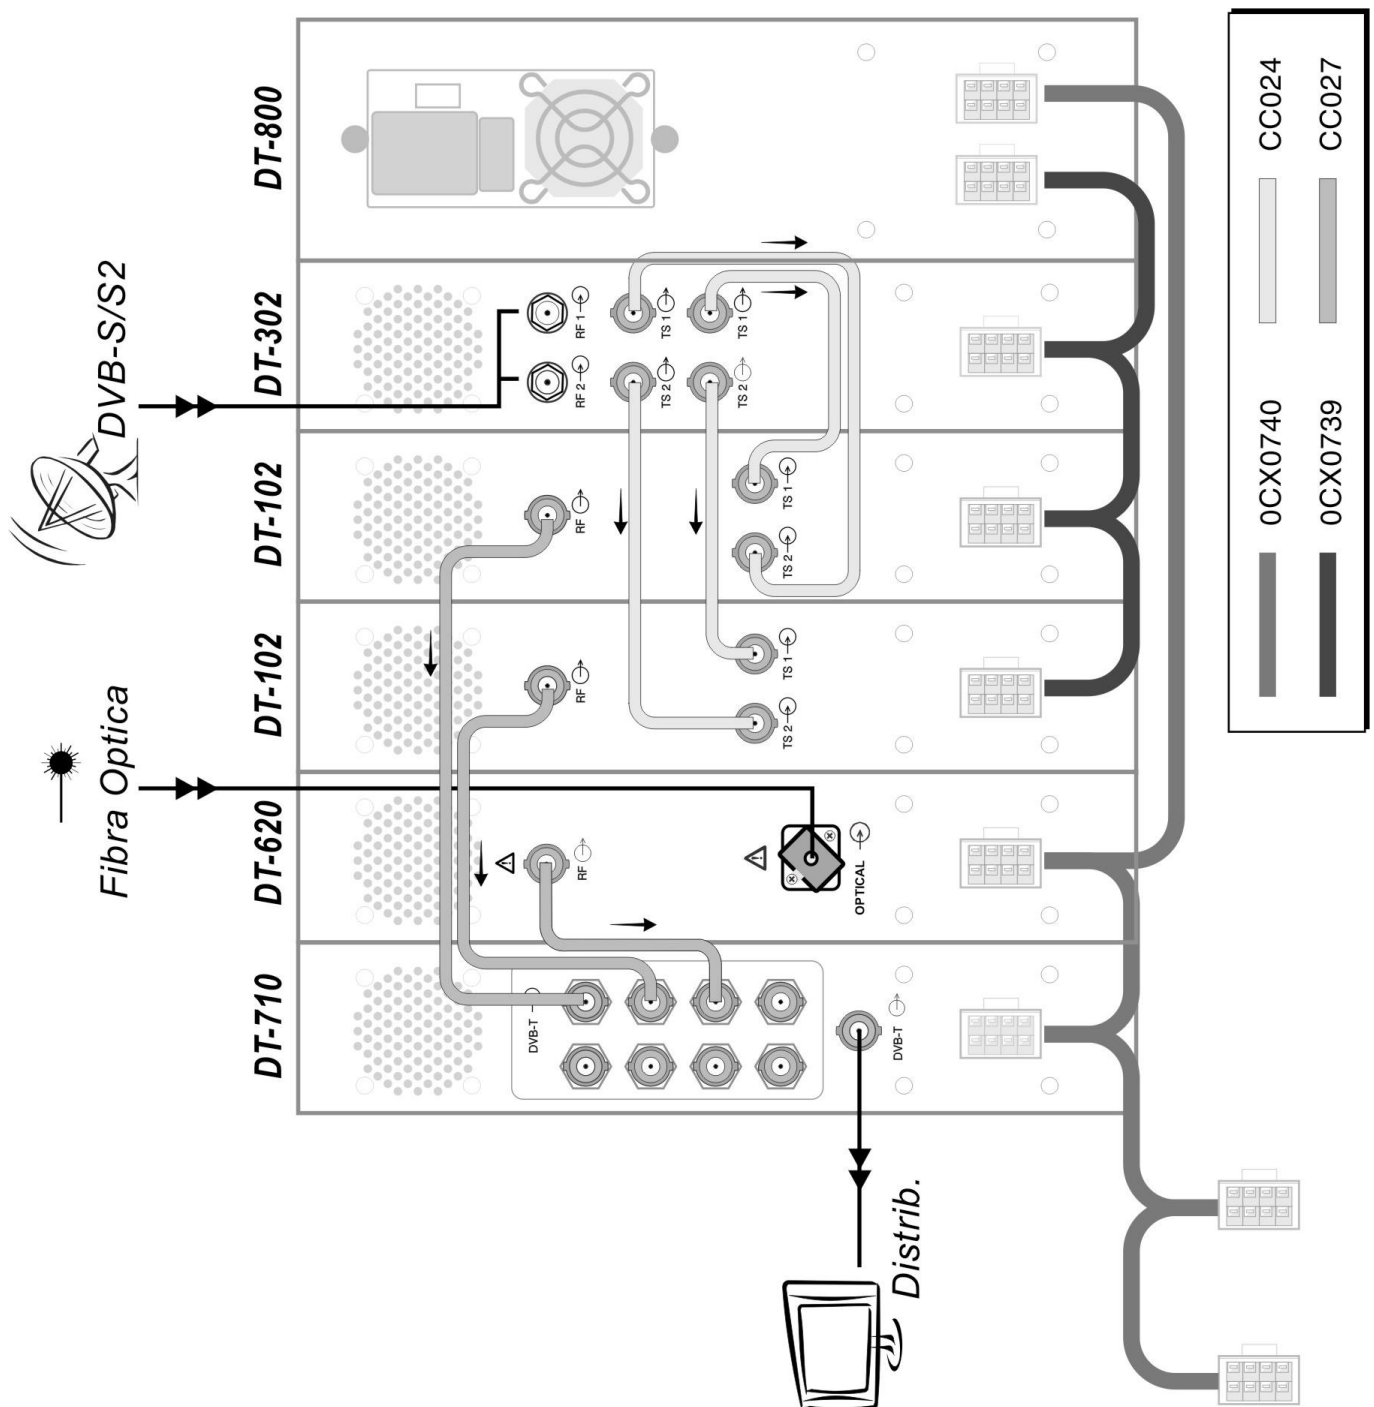 Fibra Optica
DVB-S/S2
DT-710
DT-620
DT-102
DT-102
DT-302
DT-800
DVB-T
RF
RF
RF
RF 2
RF 1
TS 2
TS 1
TS 2
TS 1
TS 2
TS 1
TS 2
TS 1
OPTICAL
DVB-T
Distrib.
0CX0740
CC024
0CX0739
CC027